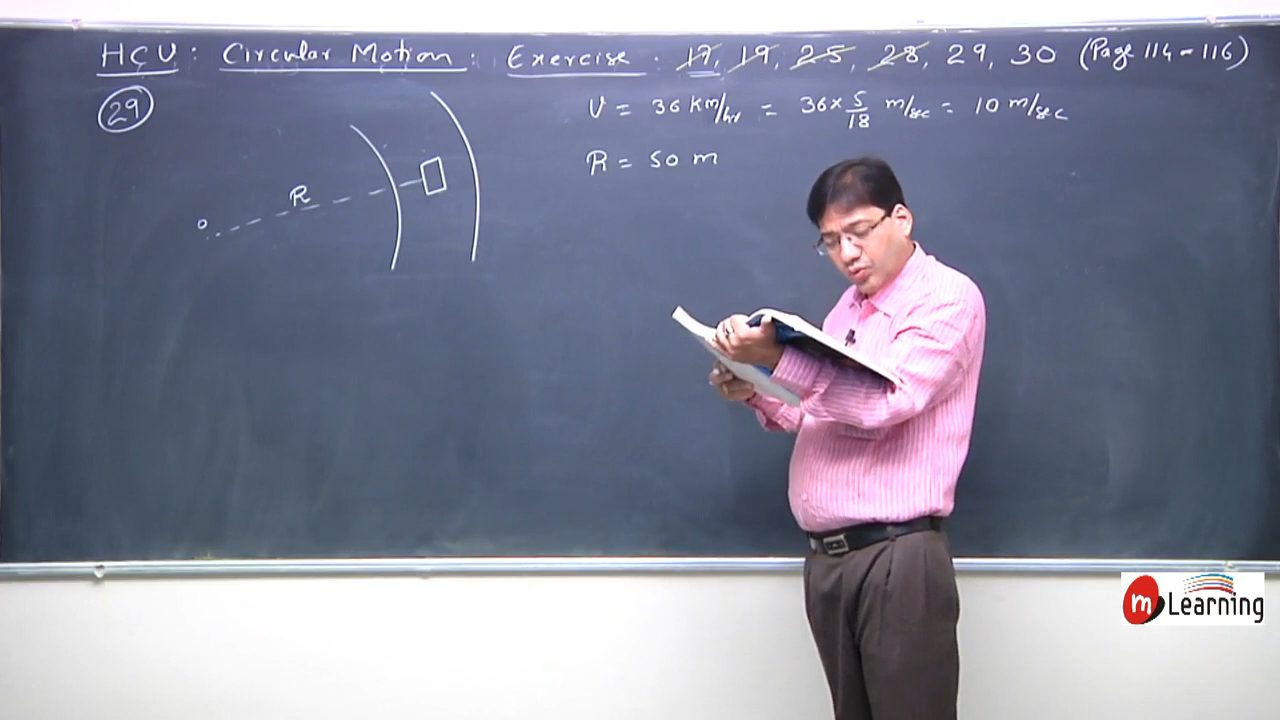 HCV : Circular Motion : Exercise : 17, 19, 25, 28, 29, 30 (Page 114 - 116)
29
V = 36 Km/hr = 36 × 5/18 m/sec = 10 m/sec
R = 50 m
R
O
m Learning